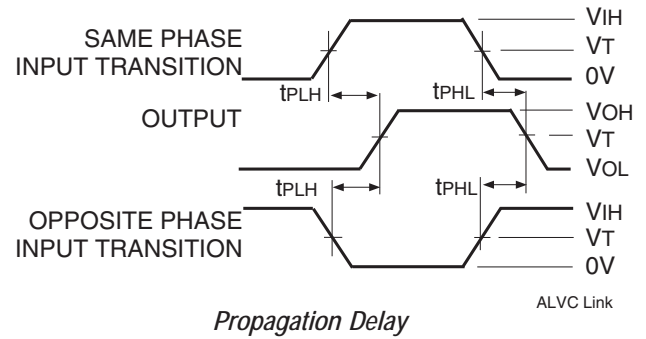 SAME PHASE
INPUT TRANSITION
VIH
VT
0V
tPLH
tPHL
OUTPUT
VOH
VT
VOL
tPLH
tPHL
OPPOSITE PHASE
INPUT TRANSITION
VIH
VT
0V
ALVC Link
Propagation Delay